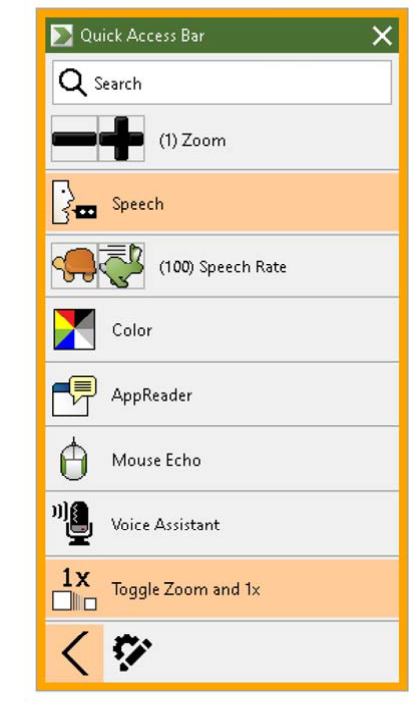 Quick Access Bar
Search
(1) Zoom
Speech
(100) Speech Rate
Color
AppReader
Mouse Echo
Voice Assistant
1x
Toggle Zoom and 1x